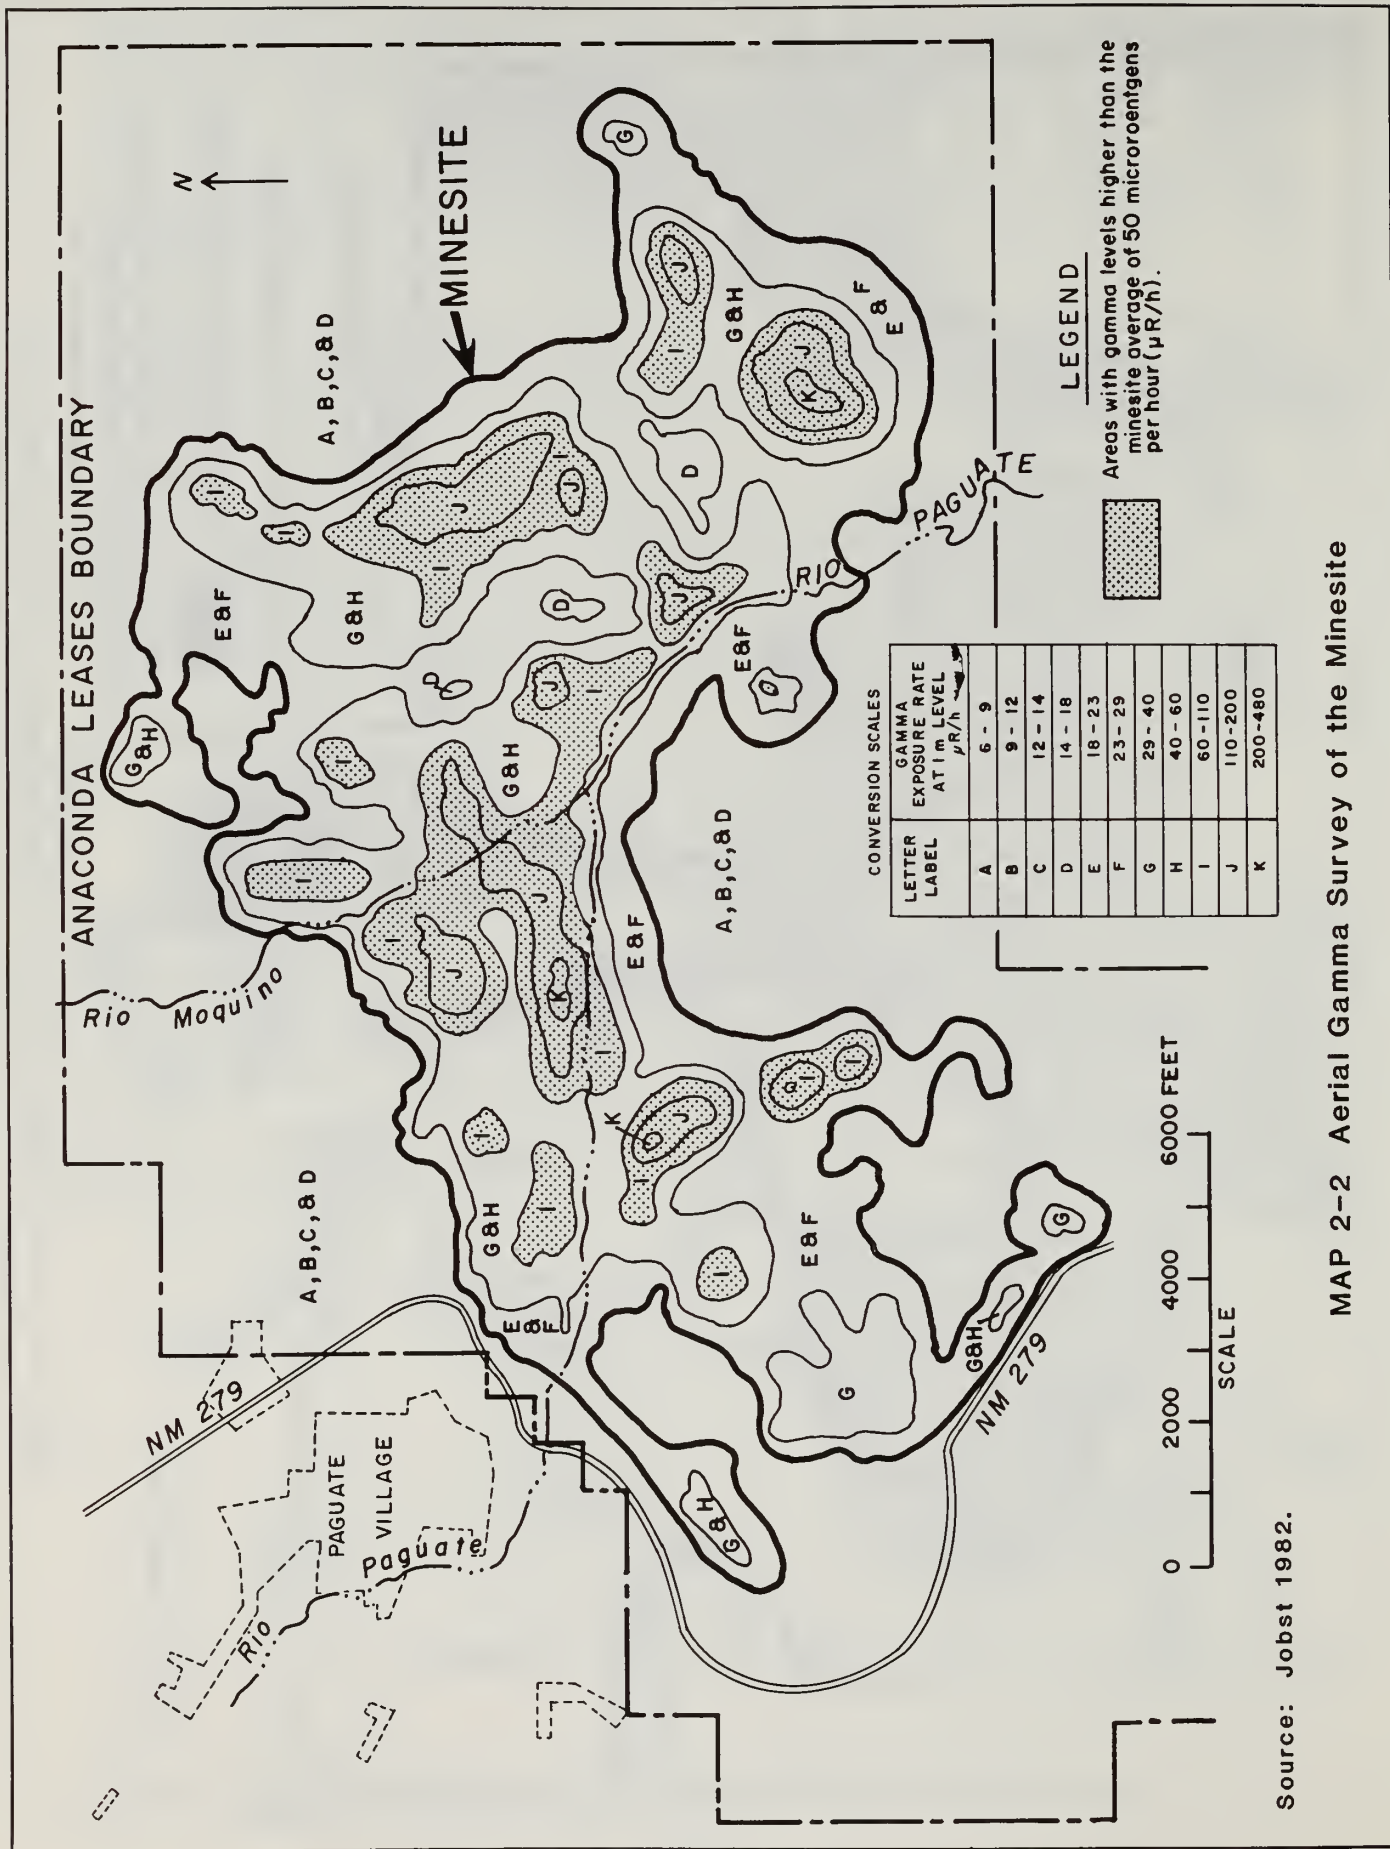 ANACONDA LEASES BOUNDARY
N
Rio Moquino
G&H
E&F
I
I
I
NM 279
A, B, C, & D
A, B, C, & D
MINESITE
PAGUATE
VILLAGE
Rio Paguate
I
I
G&H
D
J
I
J
I
J
I
G&H
I
G&H
J
I
J
D
E&F
I
K
I
G
K
J
I
I
J
D
I
J
G&H
G&H
E&F
A, B, C, & D
E&F
I
K
J
E & F
I
I
E&F
G
RIO PAGUATE
G&H
G
NM 279
CONVERSION SCALES
LETTER LABEL
GAMMA EXPOSURE RATE AT 1 m LEVEL μR/h
A 6 - 9
B 9 - 12
C 12 - 14
D 14 - 18
E 18 - 23
F 23 - 29
G 29 - 40
H 40 - 60
I 60 -110
J 110-200
K 200-480
LEGEND
Areas with gamma levels higher than the
minesite average of 50 microroentgens
per hour (μR/h).
0 2000 4000 6000 FEET
SCALE
Source: Jobst 1982.
MAP 2-2 Aerial Gamma Survey of the Minesite